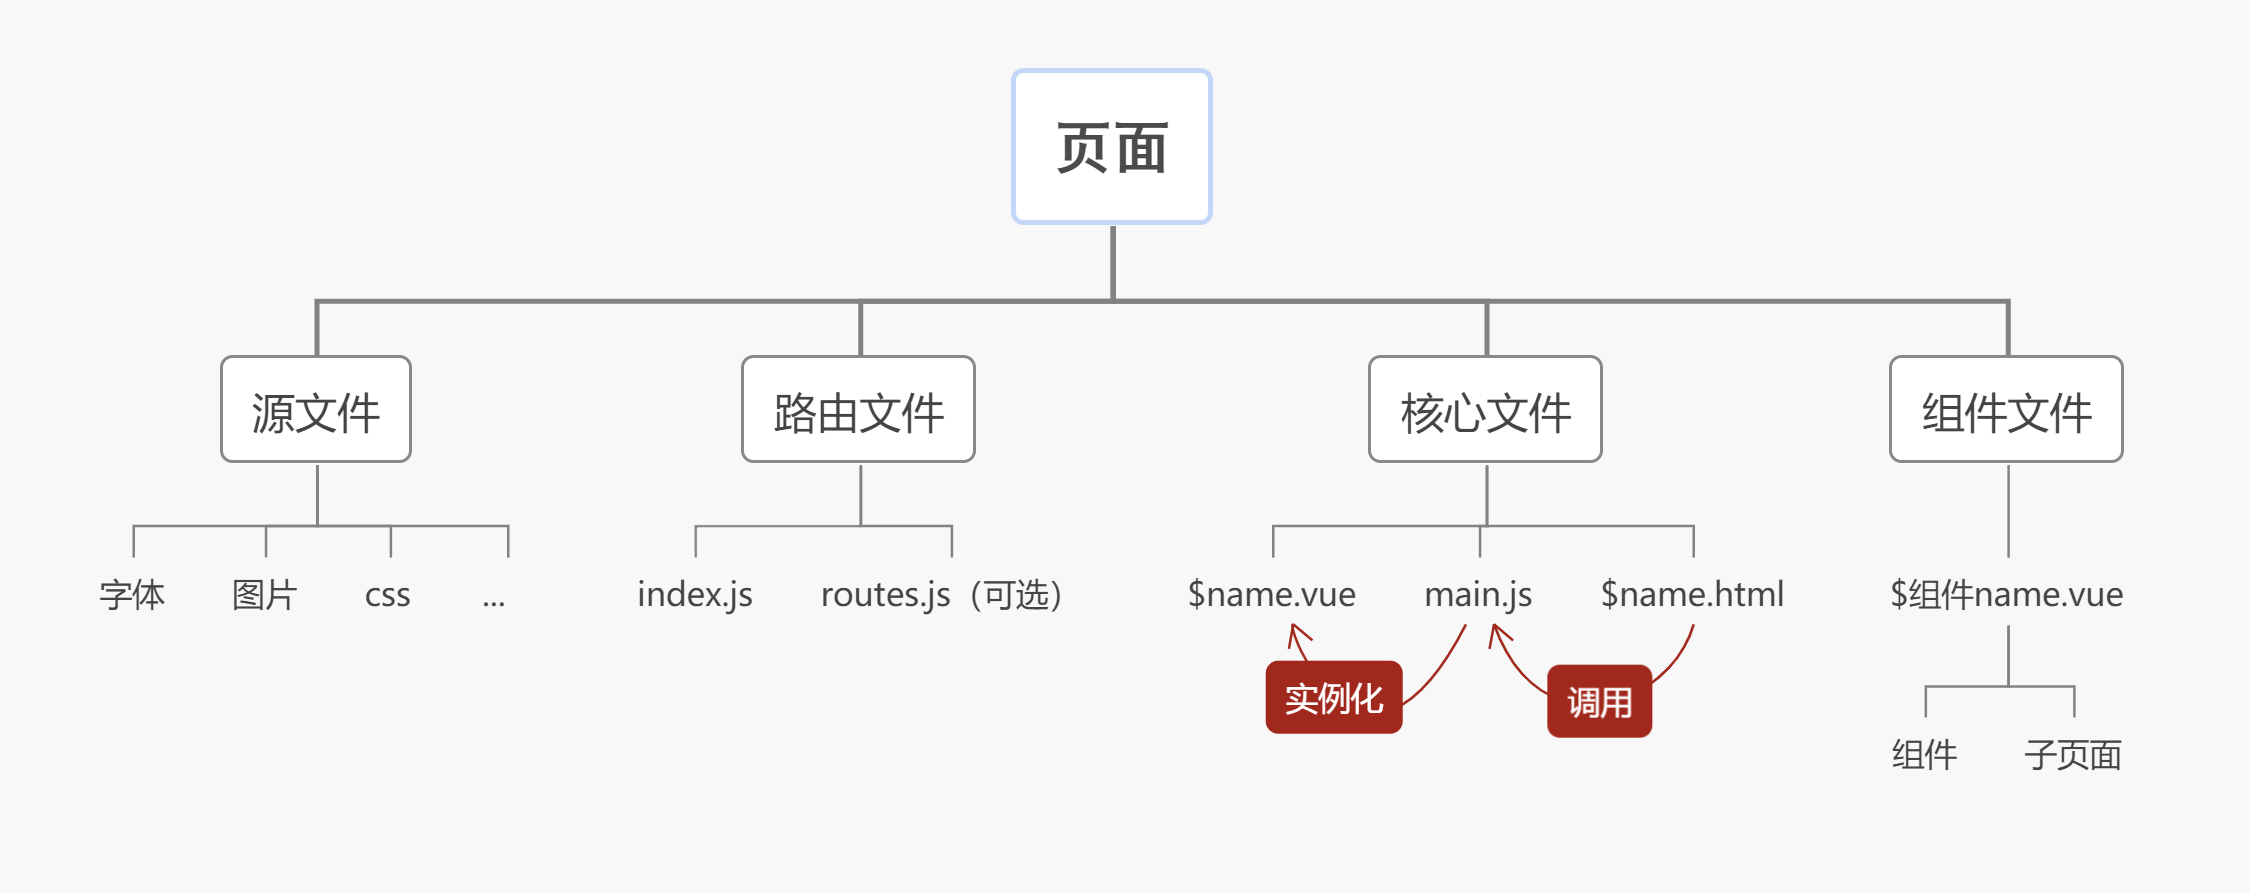 页面
源文件
路由文件
核心文件
组件文件
字体
图片
css
...
index.js
routes.js（可选）
$name.vue
main.js
$name.html
$组件name.vue
实例化
调用
组件
子页面